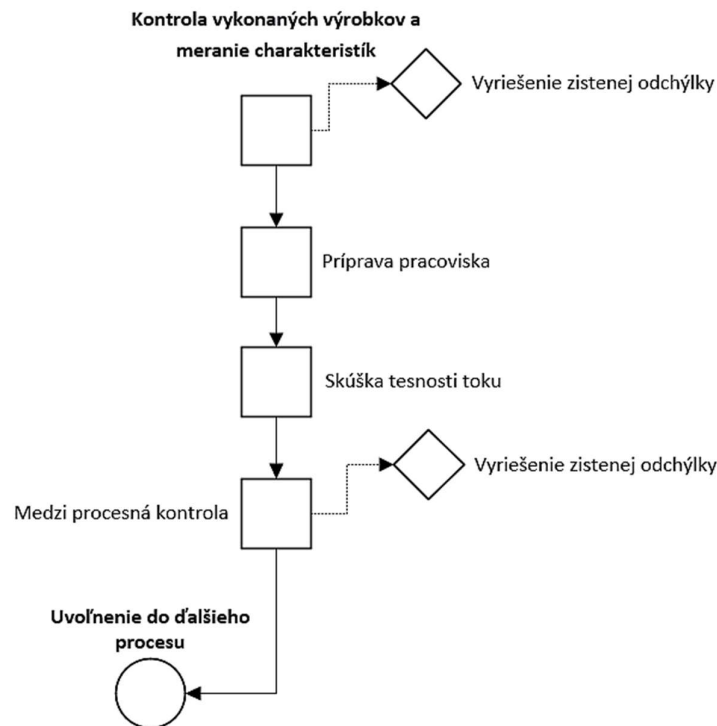 Kontrola vykonaných výrobkov a
meranie charakteristík
Vyriešenie zistenej odchýlky
Príprava pracoviska
Skúška tesnosti toku
Vyriešenie zistenej odchýlky
Medzi procesná kontrola
Uvoľnenie do ďalšieho
procesu